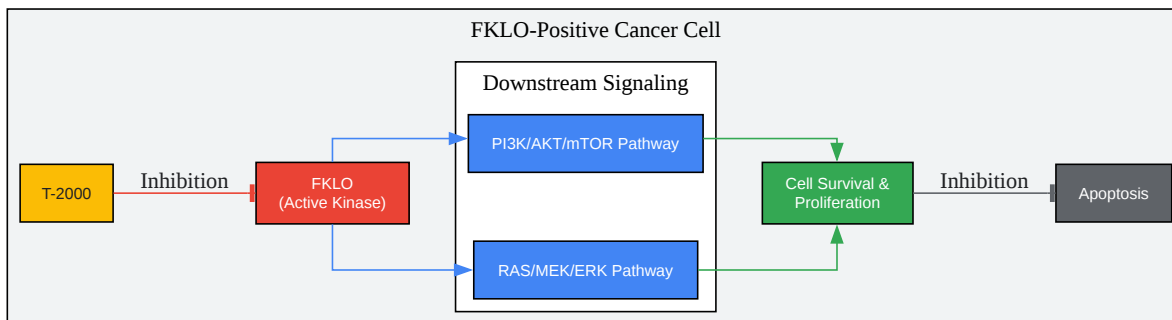 FKLO-Positive Cancer Cell
Downstream Signaling
PI3K/AKT/mTOR Pathway
T-2000
Inhibition
FKLO
(Active Kinase)
Cell Survival &
Proliferation
Inhibition
Apoptosis
RAS/MEK/ERK Pathway